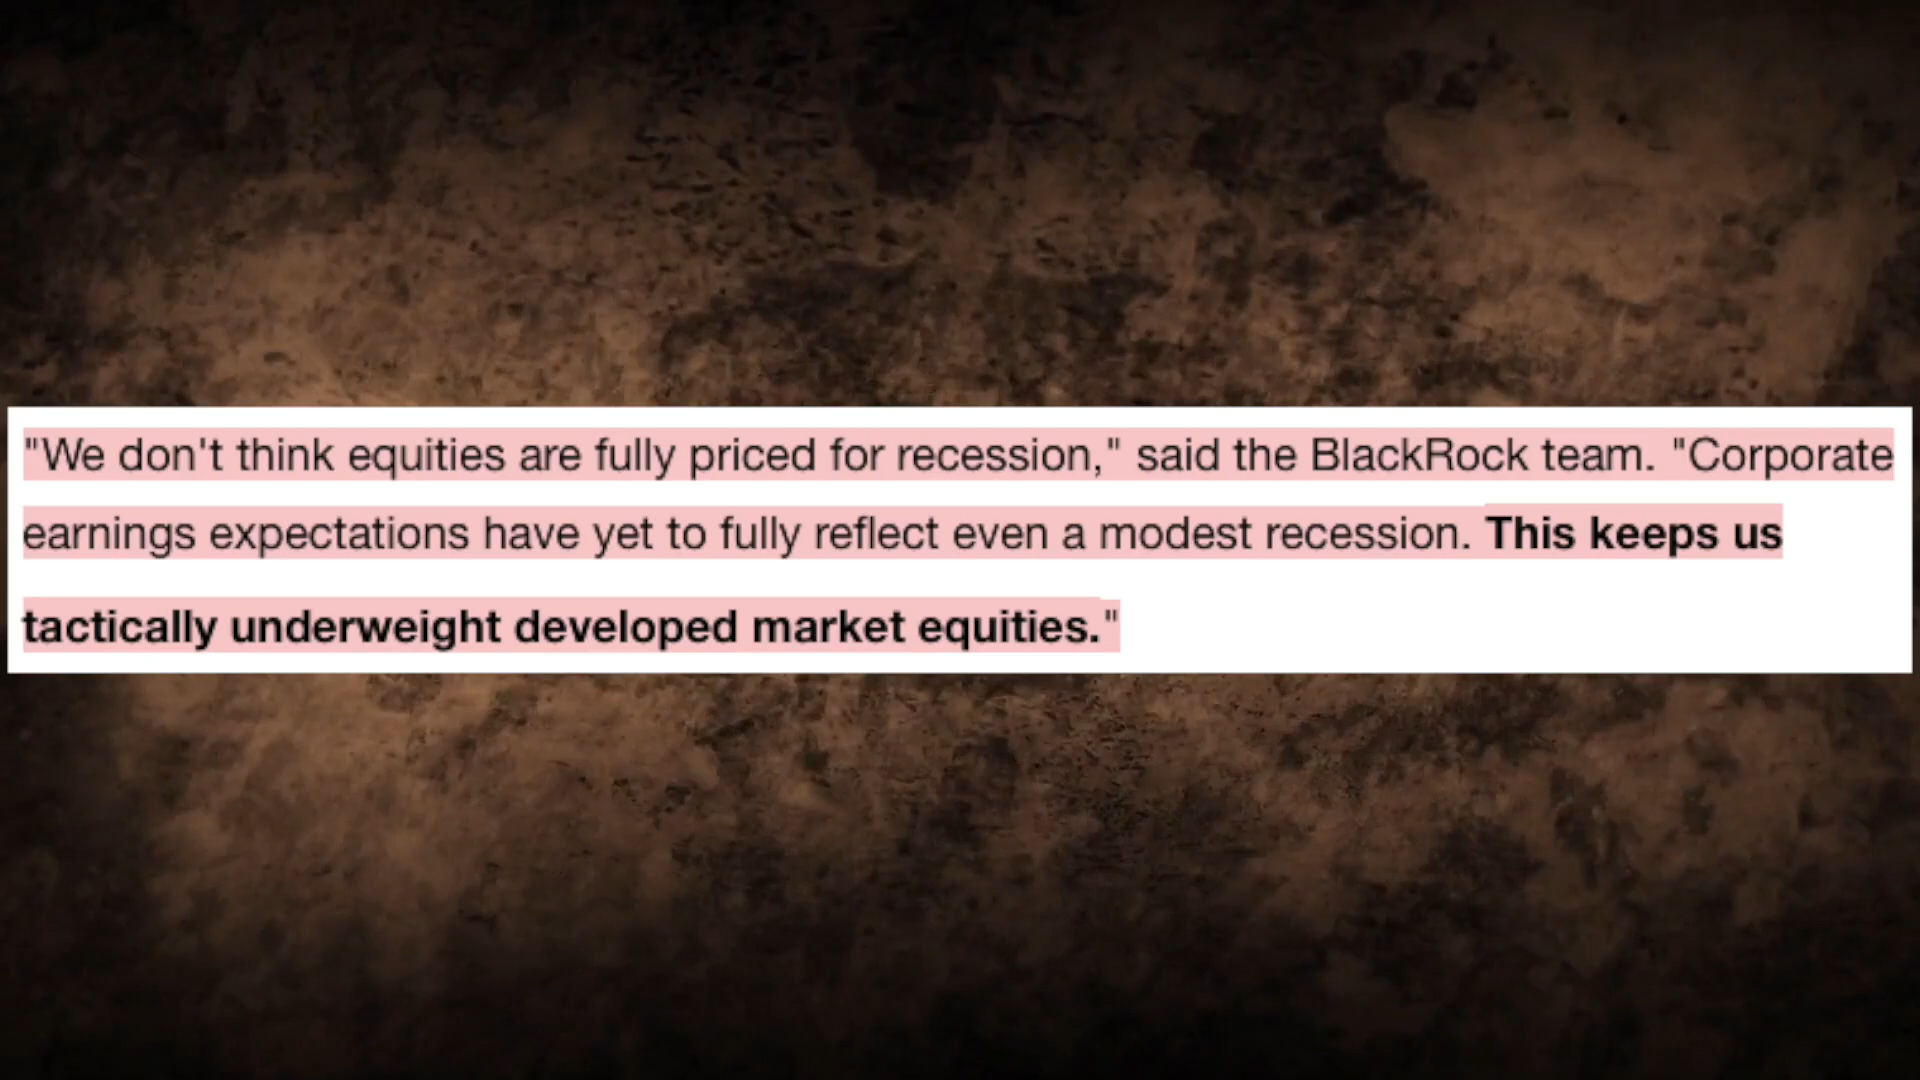 "We don't think equities are fully priced for recession," said the BlackRock team. "Corporate
earnings expectations have yet to fully reflect even a modest recession. This keeps us
tactically underweight developed market equities."